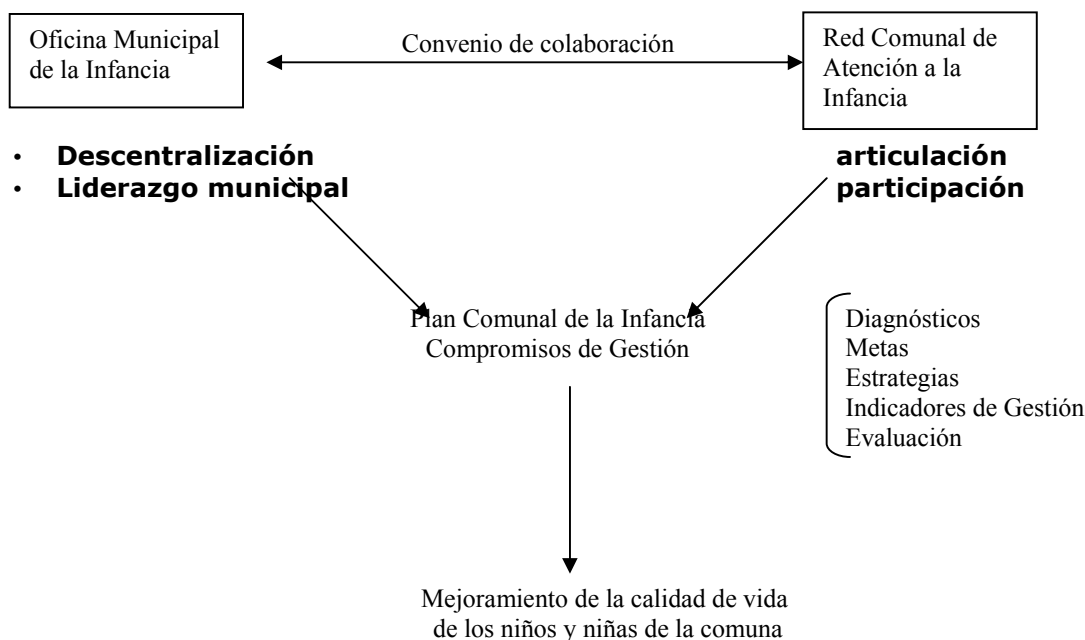 Oficina Municipal
de la Infancia
Convenio de colaboración
Red Comunal de
Atención a la
Infancia
• Descentralización
• Liderazgo municipal
articulación
participación
Plan Comunal de la Infancia
Compromisos de Gestión
Diagnósticos
Metas
Estrategias
Indicadores de Gestión
Evaluación
Mejoramiento de la calidad de vida
de los niños y niñas de la comuna